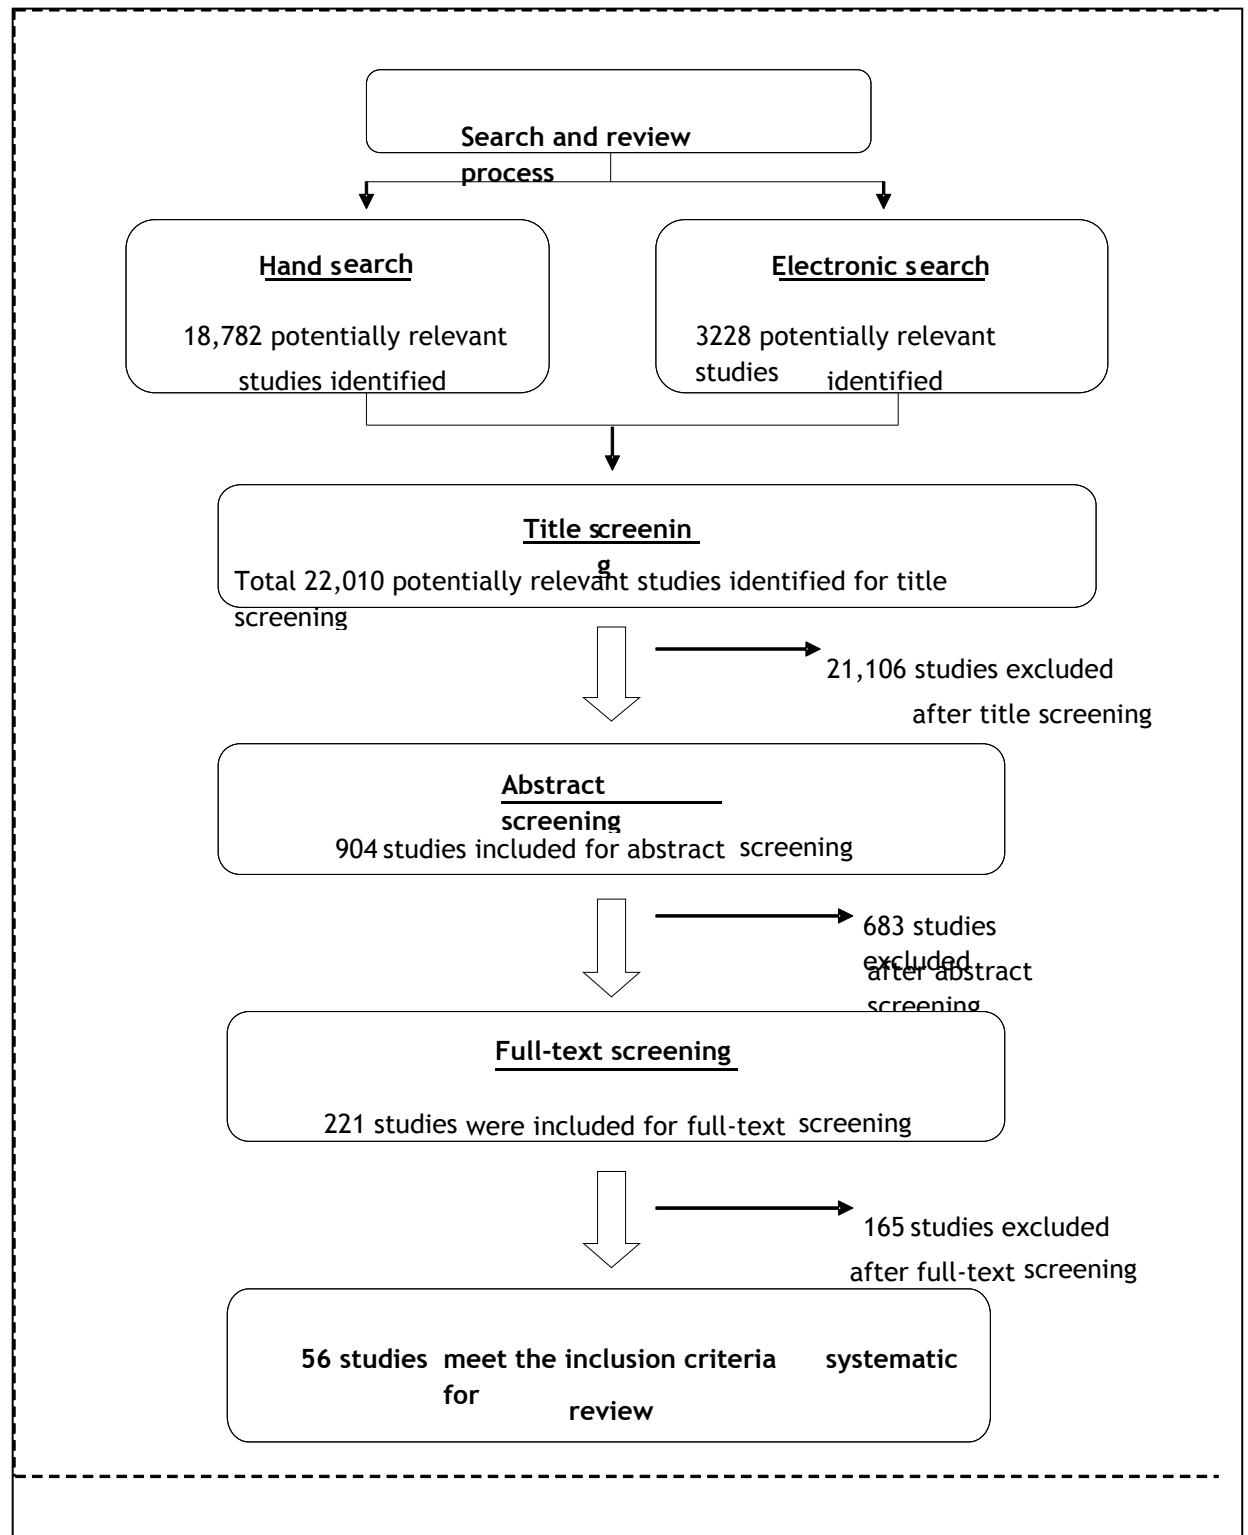 Search and review
process
Hand search
18,782 potentially relevant
studies identified
Electronic search
3228 potentially relevant
studies identified
Title screenin
g
Total 22,010 potentially relevant studies identified for title
screening
21,106 studies excluded
after title screening
Abstract
screening
904 studies included for abstract screening
683 studies
excluded
after abstract
screening
Full-text screening
221 studies were included for full-text screening
165 studies excluded
after full-text screening
56 studies meet the inclusion criteria systematic
for
review